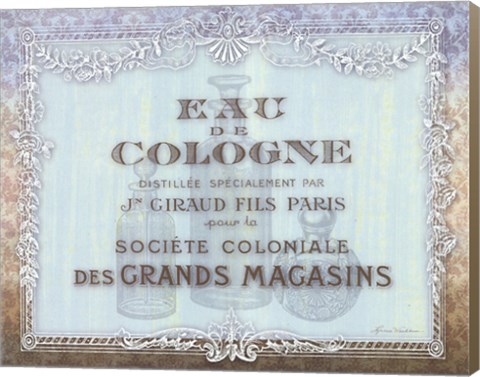 EAU
DE
COLOGNE
DISTILLÉE SPÉCIALEMENT PAR
JN GIRAUD FILS PARIS
pour la
SOCIÉTE COLONIALE
DES GRANDS MAGASINS